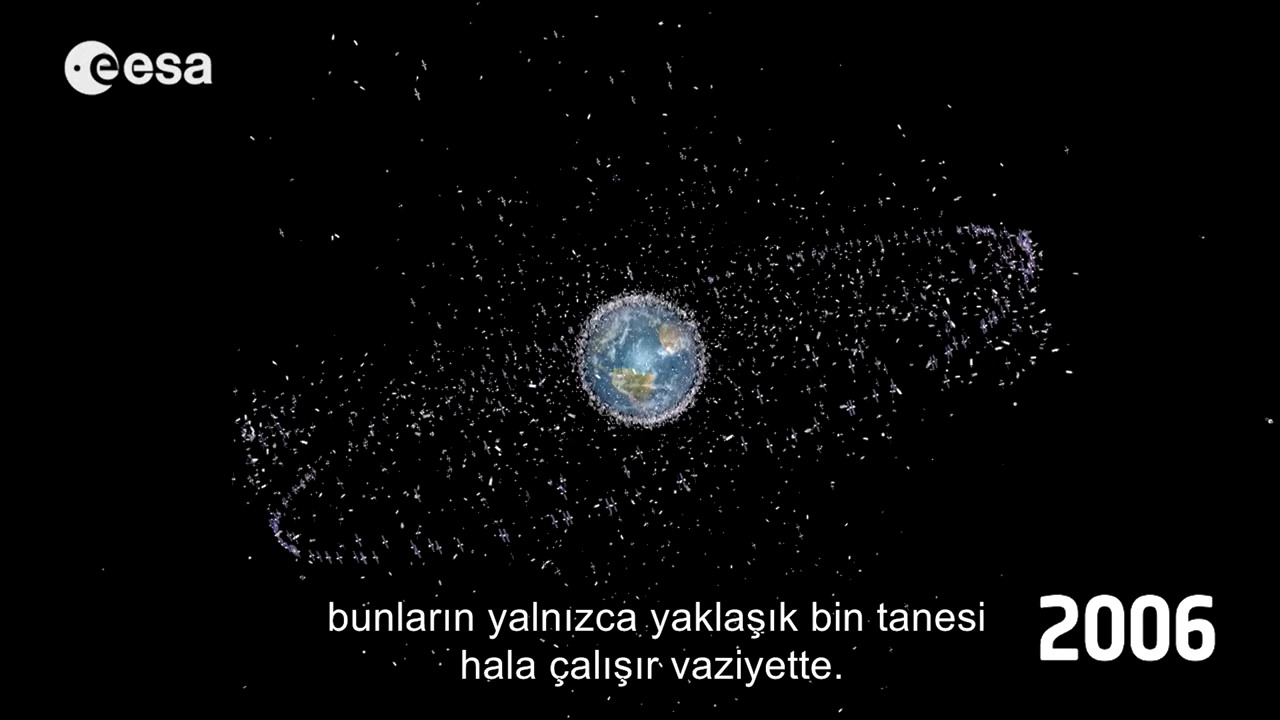 esa
bunların yalnızca yaklaşık bin tanesi
hala çalışır vaziyette.
2006